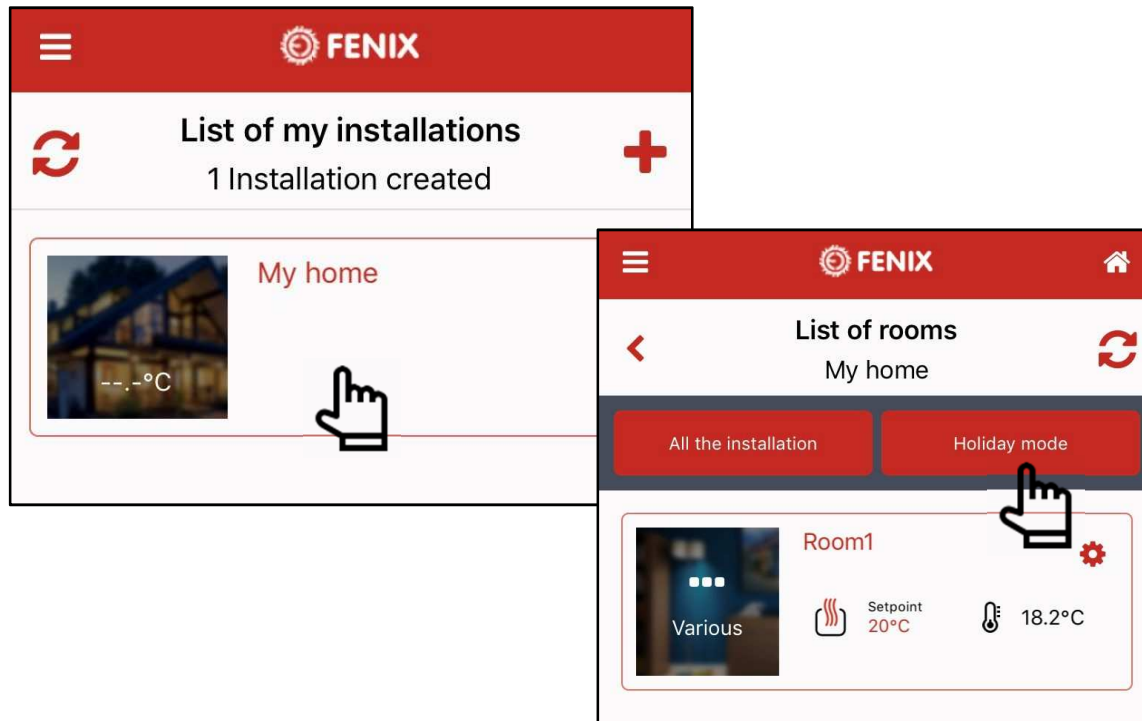 FENIX
List of my installations
1 Installation created
My home
--.-°C
FENIX
List of rooms
My home
All the installation
Holiday mode
Room1
Various
Setpoint
20°C
18.2°C